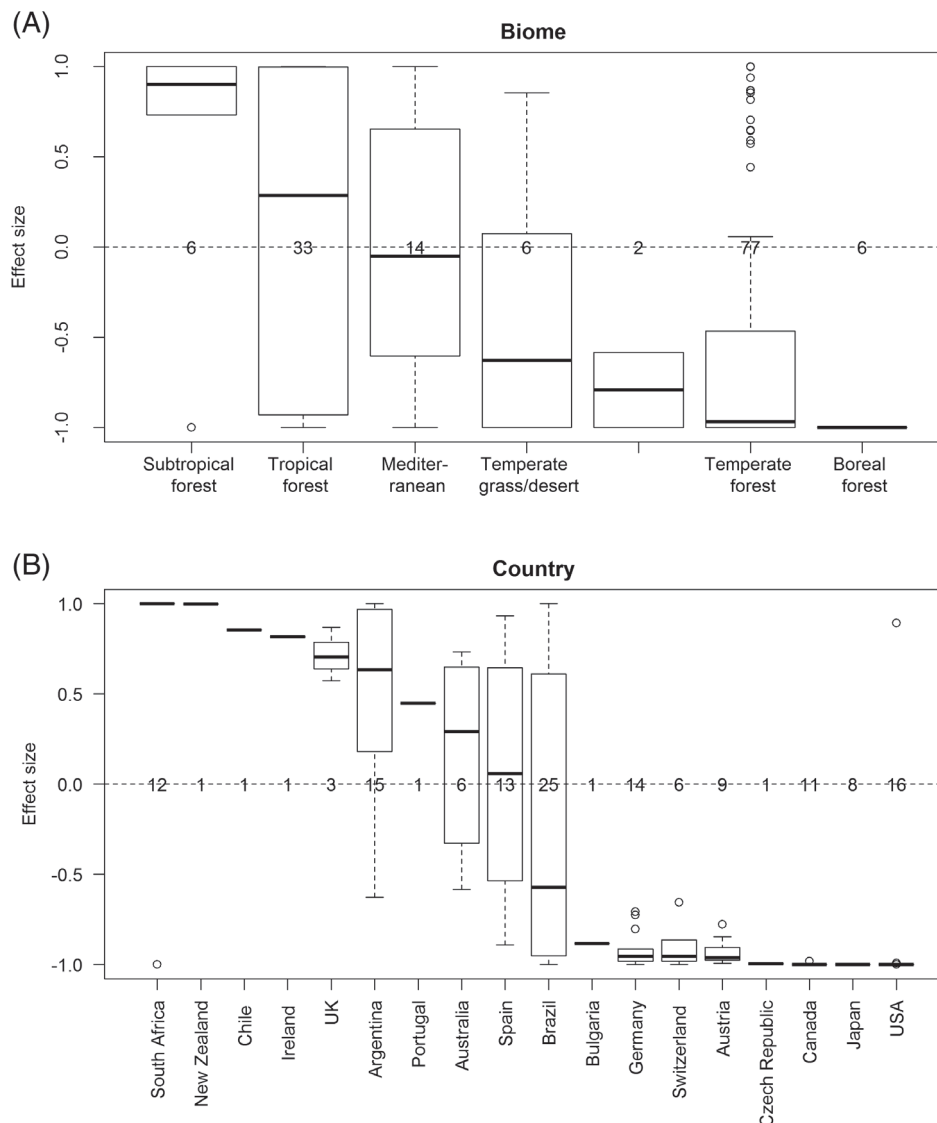 (A)
Biome
Effect size
1.0
0.5
0.0
-0.5
-1.0
6 33 14 6 2 77 6
Subtropical forest
Tropical forest
Mediter-ranean
Temperate grass/desert
Temperate forest
Boreal forest
(B)
Country
Effect size
1.0
0.5
0.0
-0.5
-1.0
12 1 1 1 3 15 1 6 13 25 1 14 6 9 1 11 8 16
South Africa
New Zealand
Chile
Ireland
UK
Argentina
Portugal
Australia
Spain
Brazil
Bulgaria
Germany
Switzerland
Austria
Czech Republic
Canada
Japan
USA